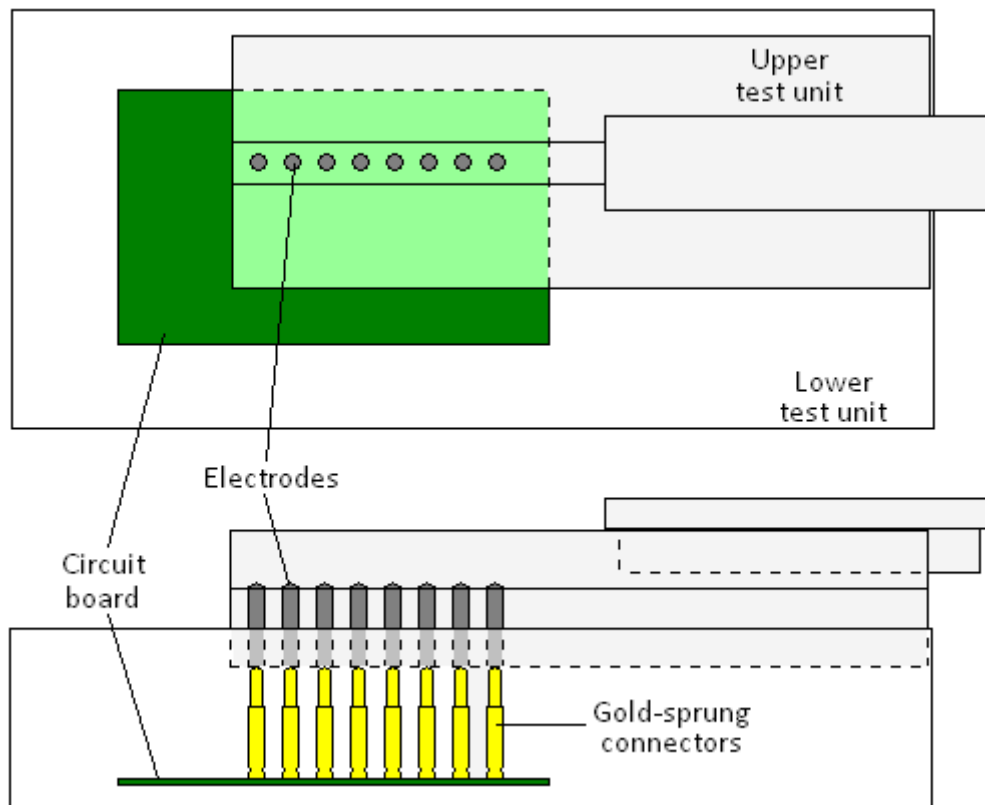 Upper
test unit
Lower
test unit
Electrodes
Circuit
board
Gold-sprung
connectors